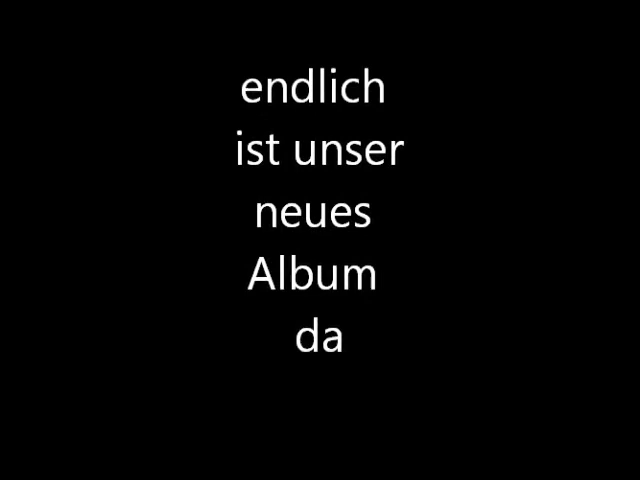 endlich
ist unser
neues
Album
da